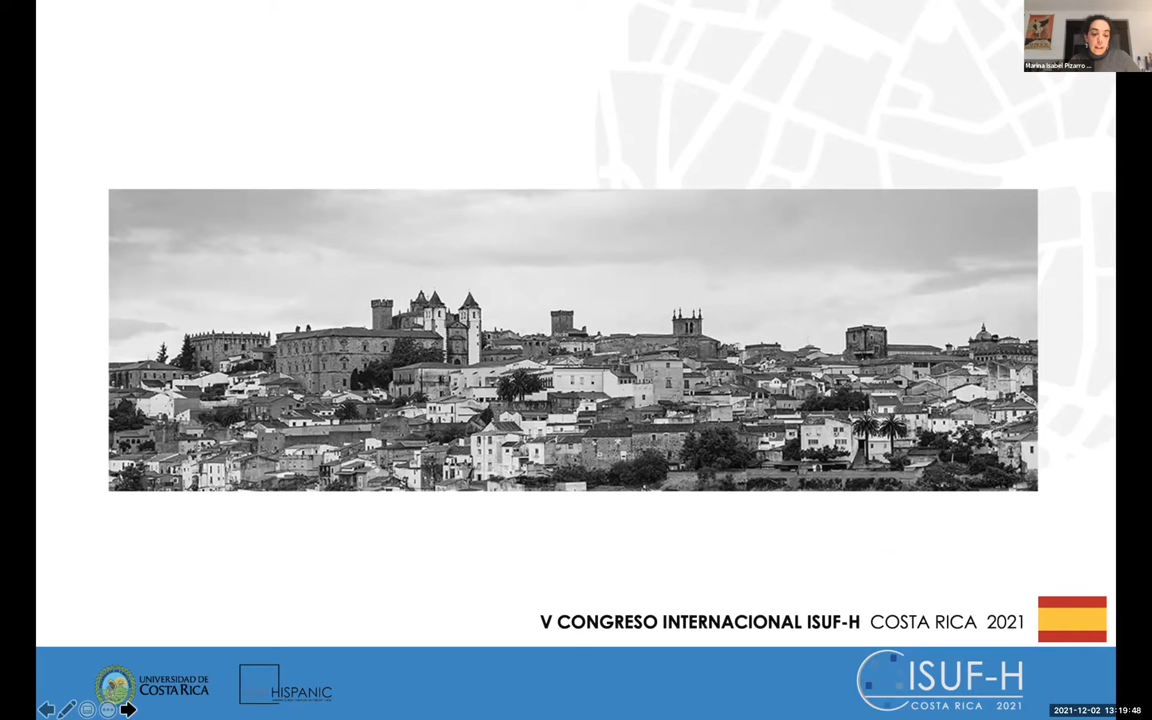 Marina Isabel Pizarro ...
V CONGRESO INTERNACIONAL ISUF-H COSTA RICA 2021
UNIVERSIDAD DE
COSTA RICA
HISPANIC
ISUF-H
COSTA RICA 2021
2021-12-02 13:19:48